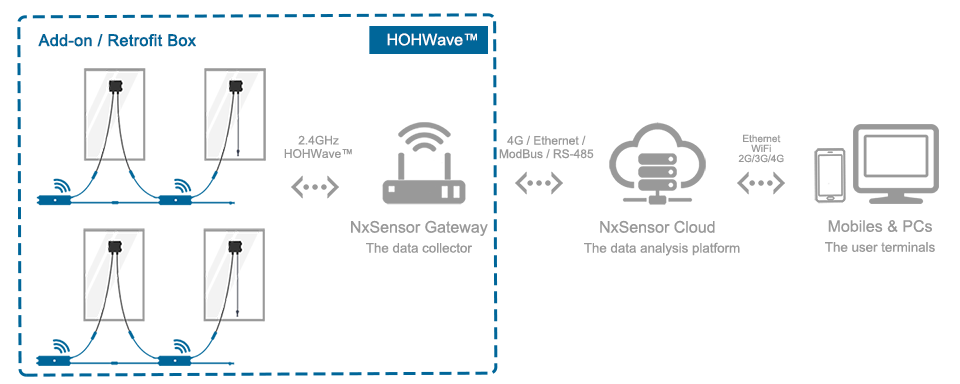 Add-on / Retrofit Box
HOHWave™
2.4GHz
HOHWave™
4G / Ethernet /
ModBus / RS-485
Ethernet
WiFi
2G/3G/4G
NxSensor Gateway
The data collector
NxSensor Cloud
The data analysis platform
Mobiles & PCs
The user terminals